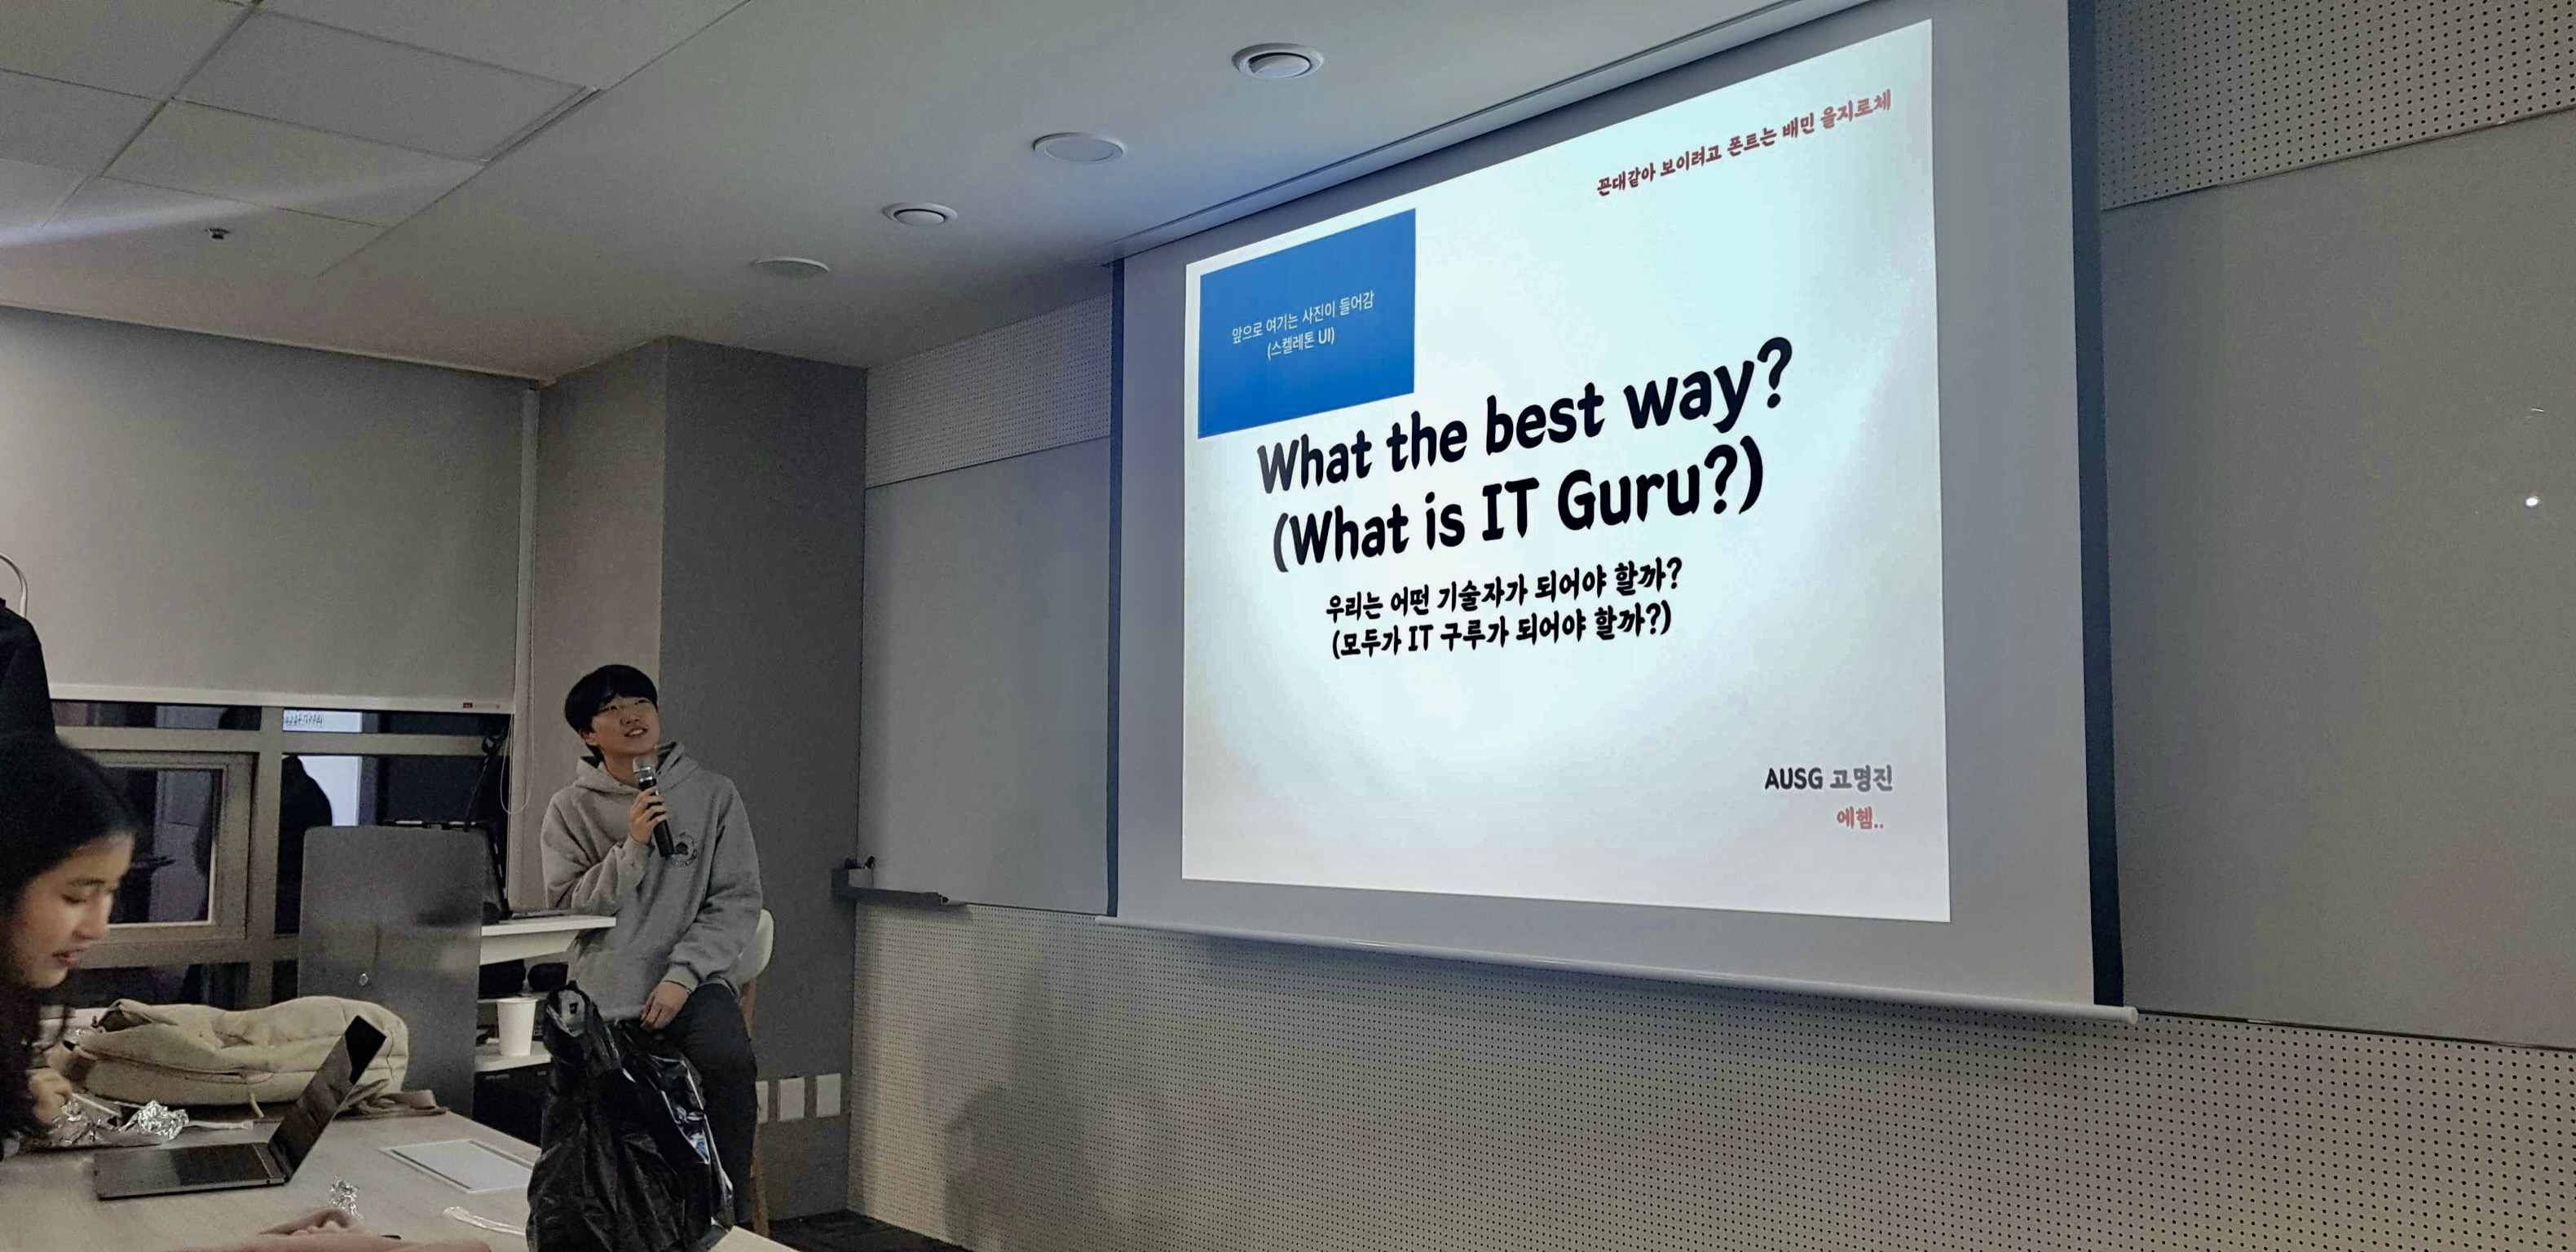 꼰대같아 보이려고 폰트는 배민 을지로체
앞으로 여기는 사진이 들어감
(스켈레톤 UI)
What the best way?
(What is IT Guru?)
우리는 어떤 기술자가 되어야 할까?
(모두가 IT 구루가 되어야 할까?)
AUSG 고명진
에헴..